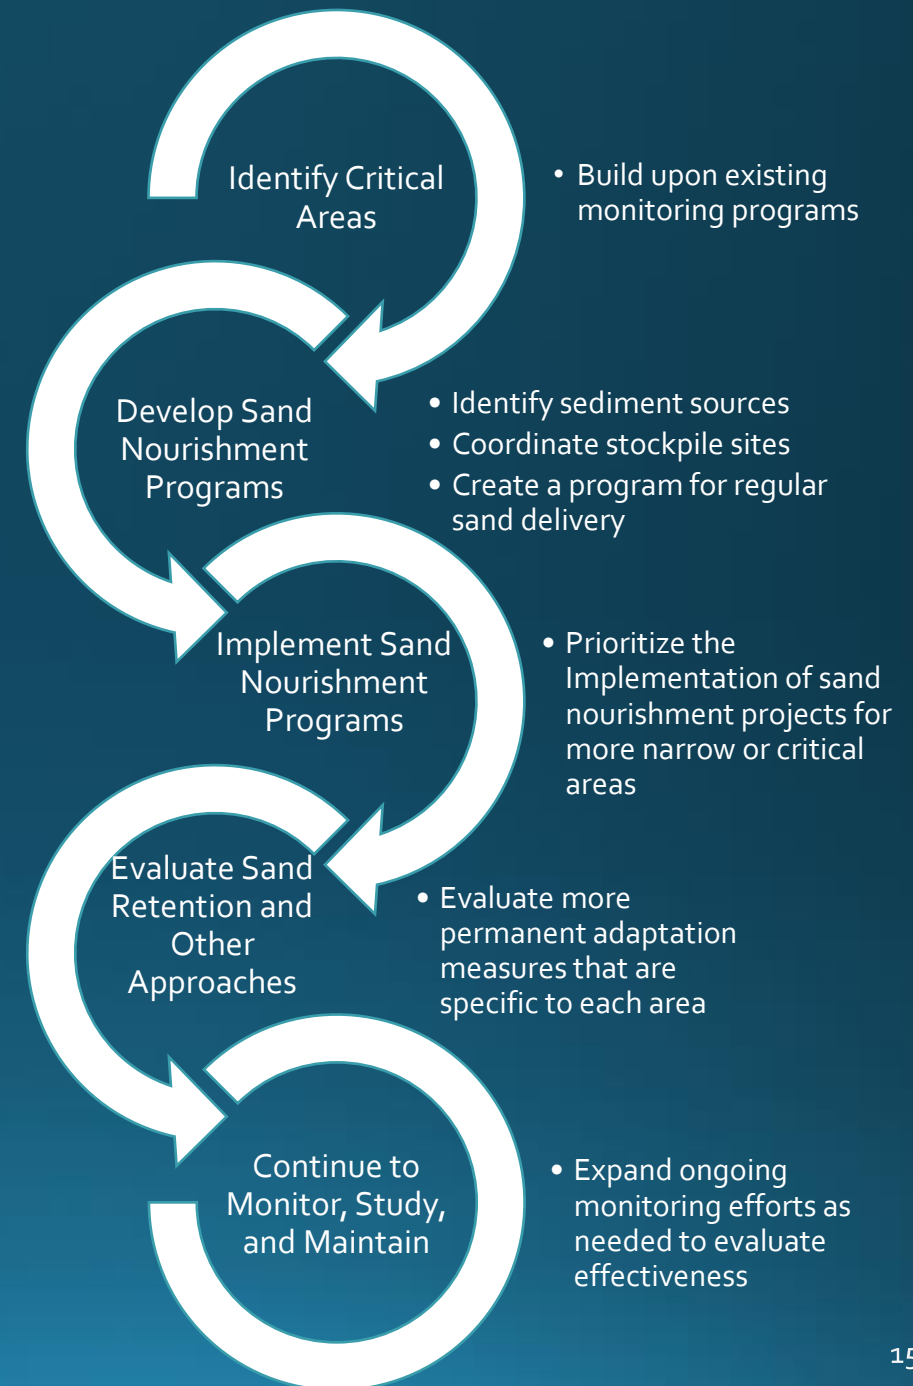 Identify Critical
Areas
• Build upon existing
monitoring programs
Develop Sand
Nourishment
Programs
• Identify sediment sources
• Coordinate stockpile sites
• Create a program for regular
sand delivery
Implement Sand
Nourishment
Programs
• Prioritize the
Implementation of sand
nourishment projects for
more narrow or critical
areas
Evaluate Sand
Retention and
Other
Approaches
• Evaluate more
permanent adaptation
measures that are
specific to each area
Continue to
Monitor, Study,
and Maintain
• Expand ongoing
monitoring efforts as
needed to evaluate
effectiveness
15